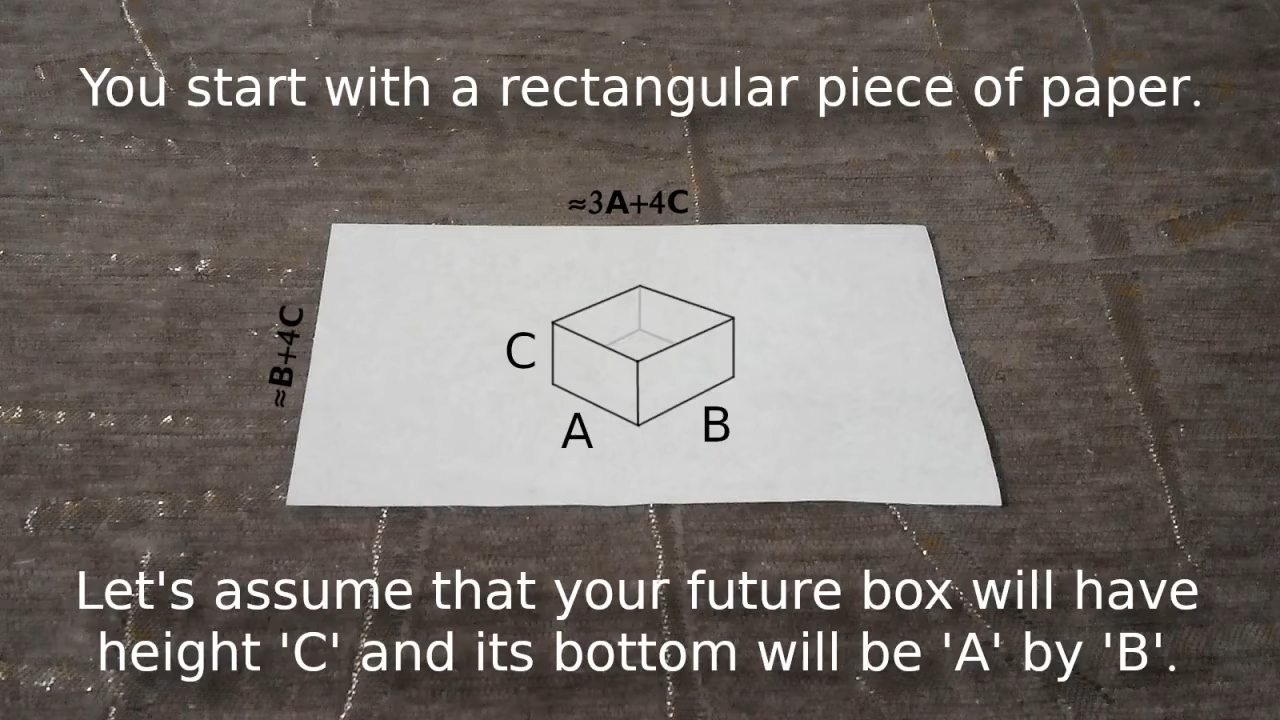 You start with a rectangular piece of paper.
≈3A+4C
≈B+4C
C
A
B
Let's assume that your future box will have
height 'C' and its bottom will be 'A' by 'B'.